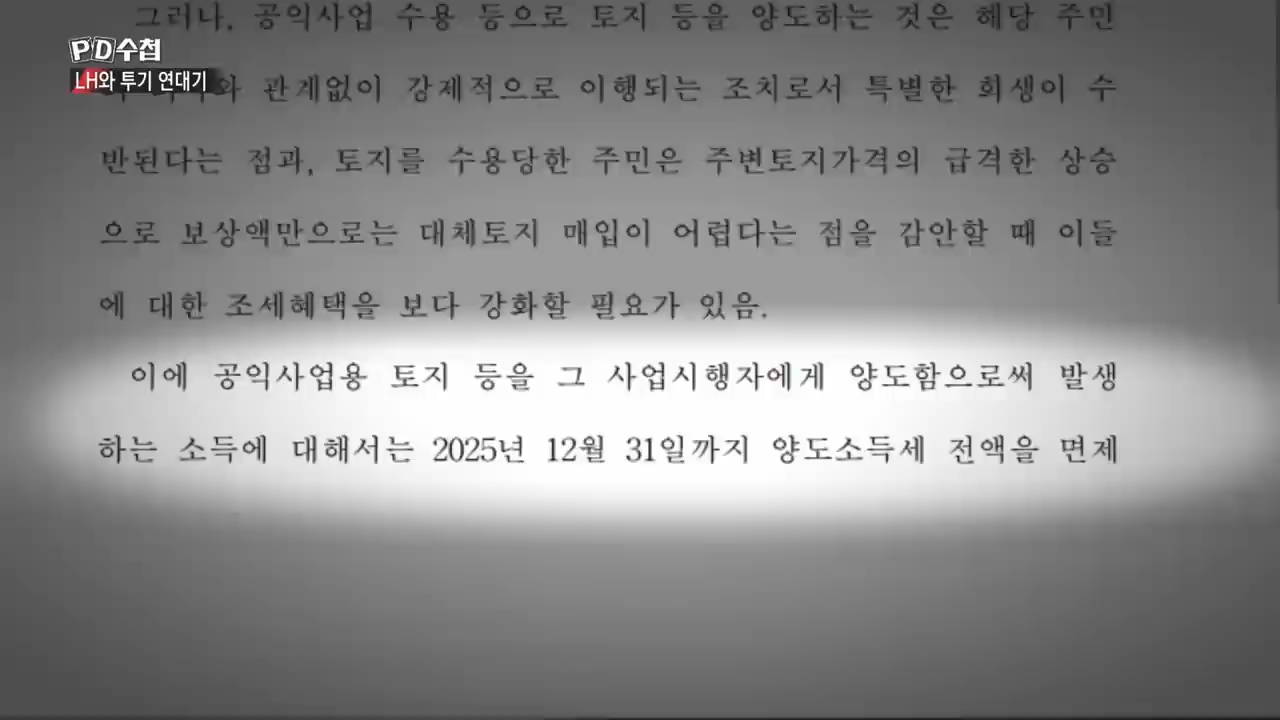 그러나, 공익사업 수용 등으로 토지 등을 양도하는 것은 해당 주민
PD수첩
LH와 투기 연대기
관계없이 강제적으로 이행되는 조치로서 특별한 희생이 수
반된다는 점과, 토지를 수용당한 주민은 주변토지가격의 급격한 상승
으로 보상액만으로는 대체토지 매입이 어렵다는 점을 감안할 때 이들
에 대한 조세혜택을 보다 강화할 필요가 있음.
이에 공익사업용 토지 등을 그 사업시행자에게 양도함으로써 발생
하는 소득에 대해서는 2025년 12월 31일까지 양도소득세 전액을 면제